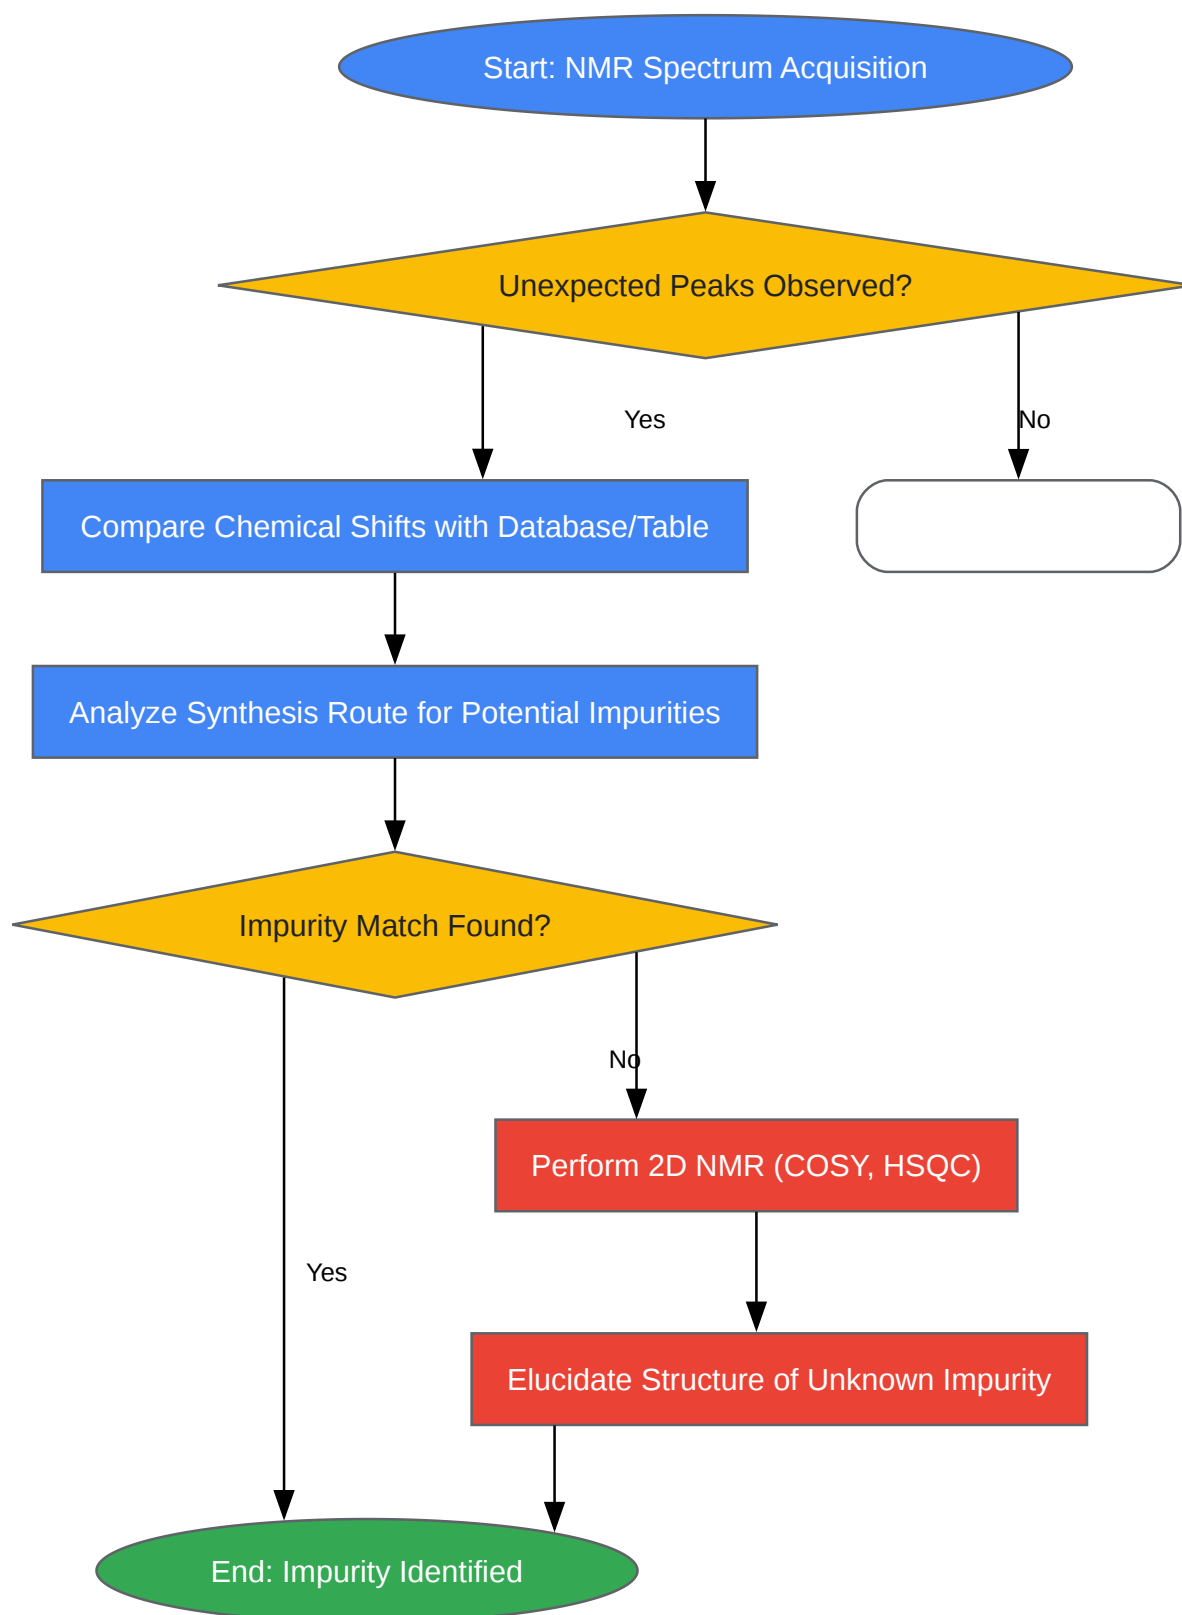 Start: NMR Spectrum Acquisition
Unexpected Peaks Observed?
Yes
No
Compare Chemical Shifts with Database/Table
Analyze Synthesis Route for Potential Impurities
Impurity Match Found?
No
Perform 2D NMR (COSY, HSQC)
Yes
Elucidate Structure of Unknown Impurity
End: Impurity Identified